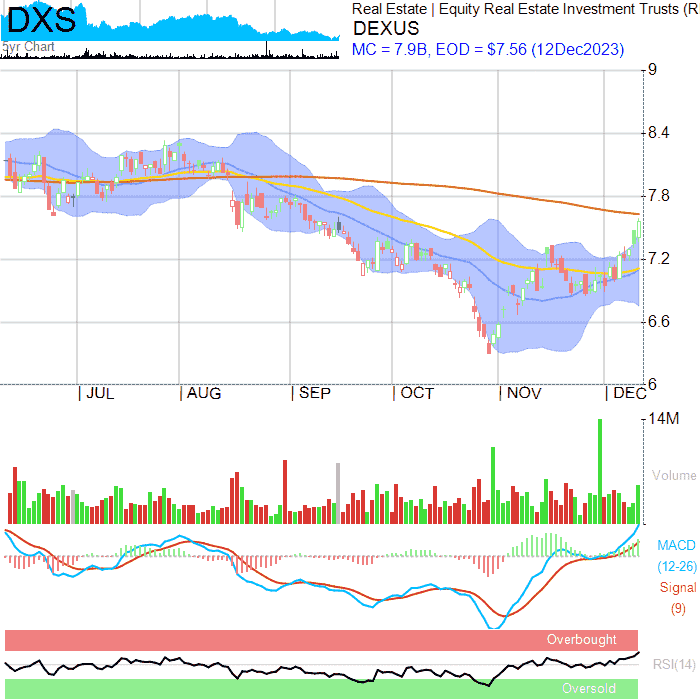 DXS
5yr Chart
Real Estate | Equity Real Estate Investment Trusts (R
DEXUS
MC = 7.9B, EOD = $7.56 (12Dec2023)
9
8.4
7.8
7.2
6.6
6
| JUL | AUG | SEP | OCT | NOV | DEC
14M
Volume
MACD
(12-26)
Signal
(9)
Overbought
RSI(14)
Oversold